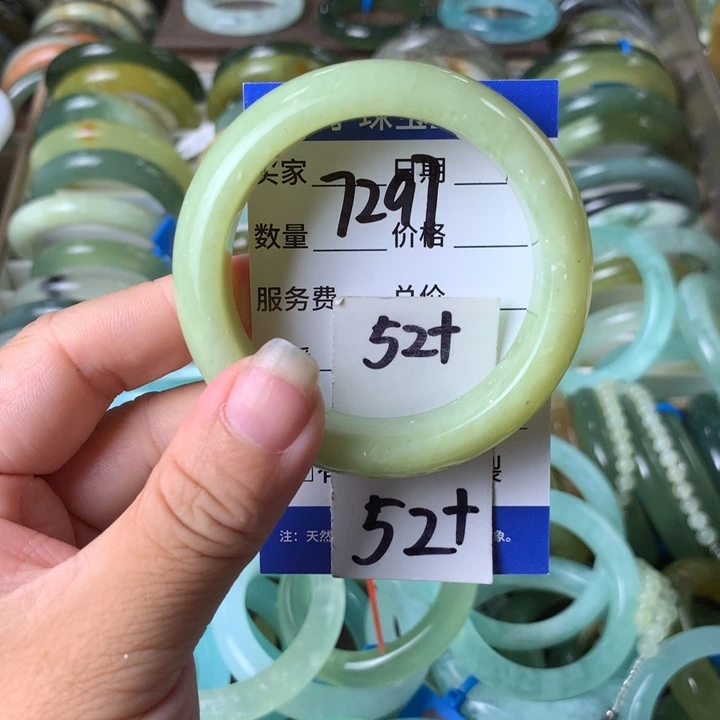 买家 日期
7297
数量 价格
服务费 总价
52+
52+
注：天然 象。